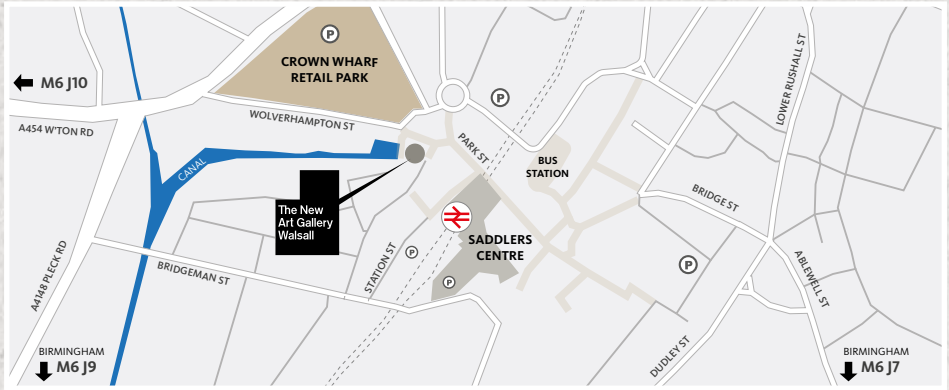 P
CROWN WHARF
RETAIL PARK
M6 J10
P
LOWER RUSHALL ST
A454 W'TON RD
WOLVERHAMPTON ST
PARK ST
CANAL
BUS
STATION
BRIDGE ST
The New
Art Gallery
Walsall
SADDLERS
CENTRE
STATION ST
P
P
P
A4148 PLECK RD
BRIDGEMAN ST
ABLEWELL ST
DUDLEY ST
BIRMINGHAM
M6 J9
BIRMINGHAM
M6 J7